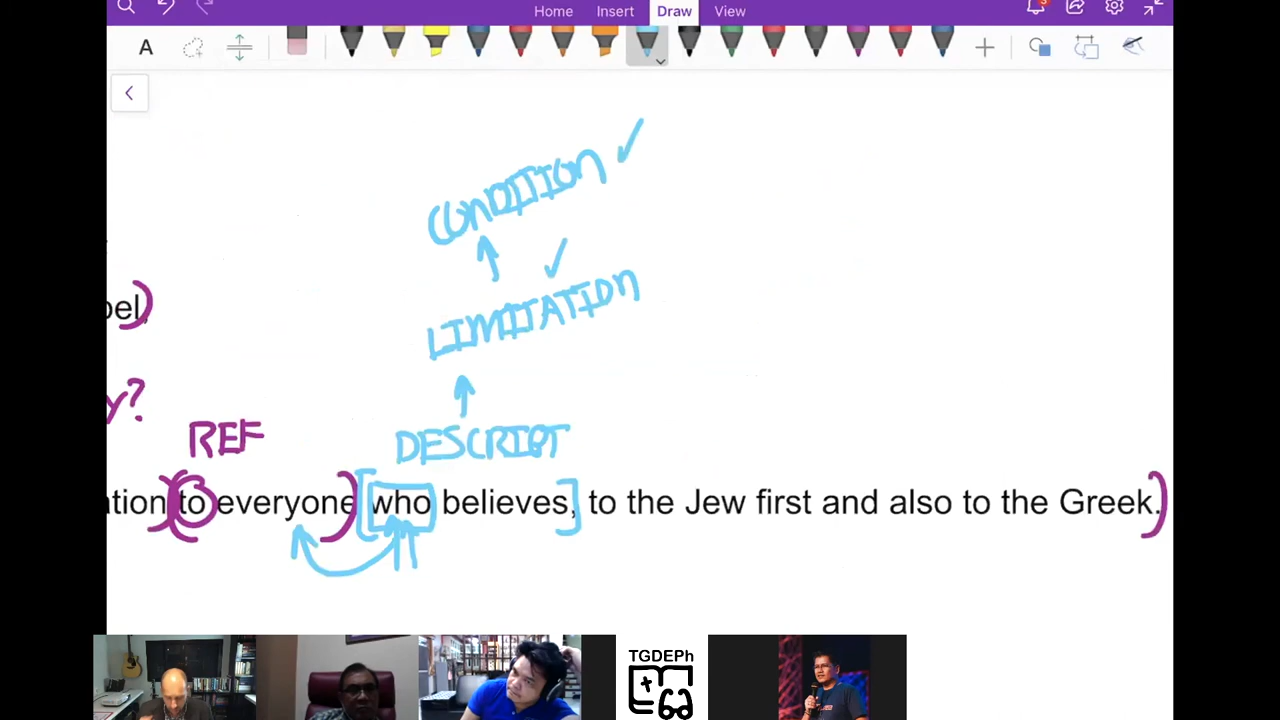 Home Insert Draw View
A
CONDITION
LIMITATION
pel,
y?
REF
DESCRIPT
ation to everyone who believes, to the Jew first and also to the Greek.
TGDEPh